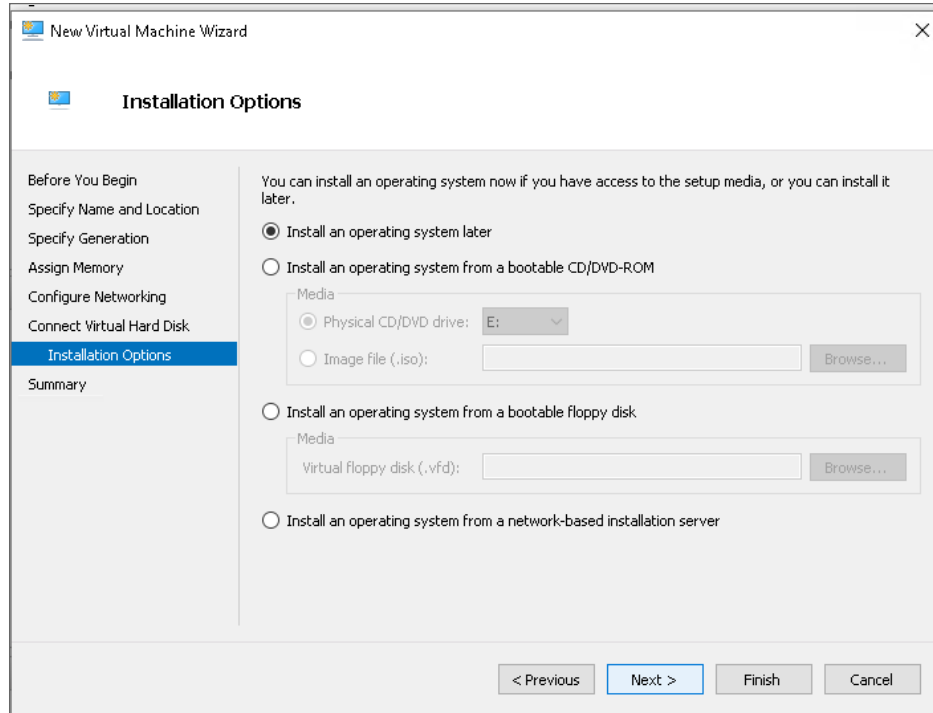 New Virtual Machine Wizard
Installation Options
Before You Begin
Specify Name and Location
Specify Generation
Assign Memory
Configure Networking
Connect Virtual Hard Disk
Installation Options
Summary
You can install an operating system now if you have access to the setup media, or you can install it
later.
Install an operating system later
Install an operating system from a bootable CD/DVD-ROM
Media
Physical CD/DVD drive: E:
Image file (.iso): Browse...
Install an operating system from a bootable floppy disk
Media
Virtual floppy disk (.vfd): Browse...
Install an operating system from a network-based installation server
< Previous Next > Finish Cancel